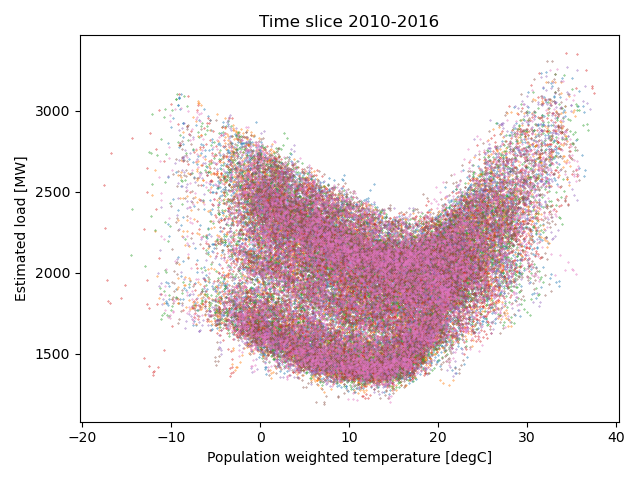 Time slice 2010-2016
Estimated load [MW]
3000
2500
2000
1500
−20 −10 0 10 20 30 40
Population weighted temperature [degC]